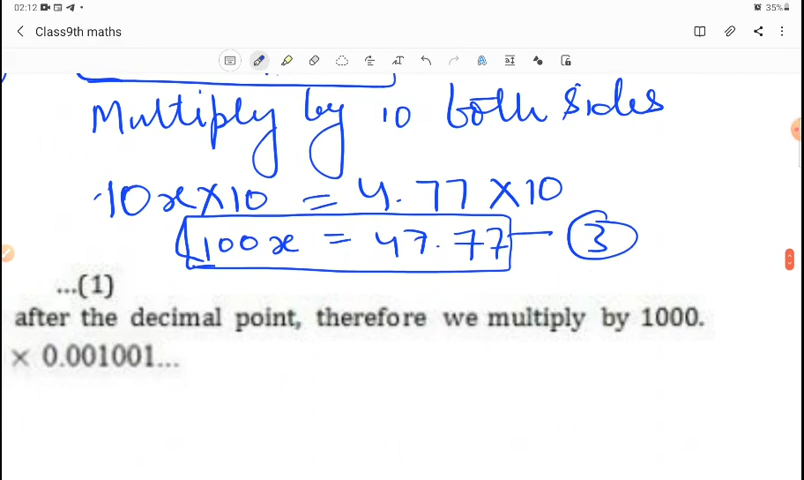 02:12
35%
Class9th maths
Multiply by 10 both sides
10x×10 = 4.77 ×10
100x = 47.77 — 3
...(1)
after the decimal point, therefore we multiply by 1000.
× 0.001001...